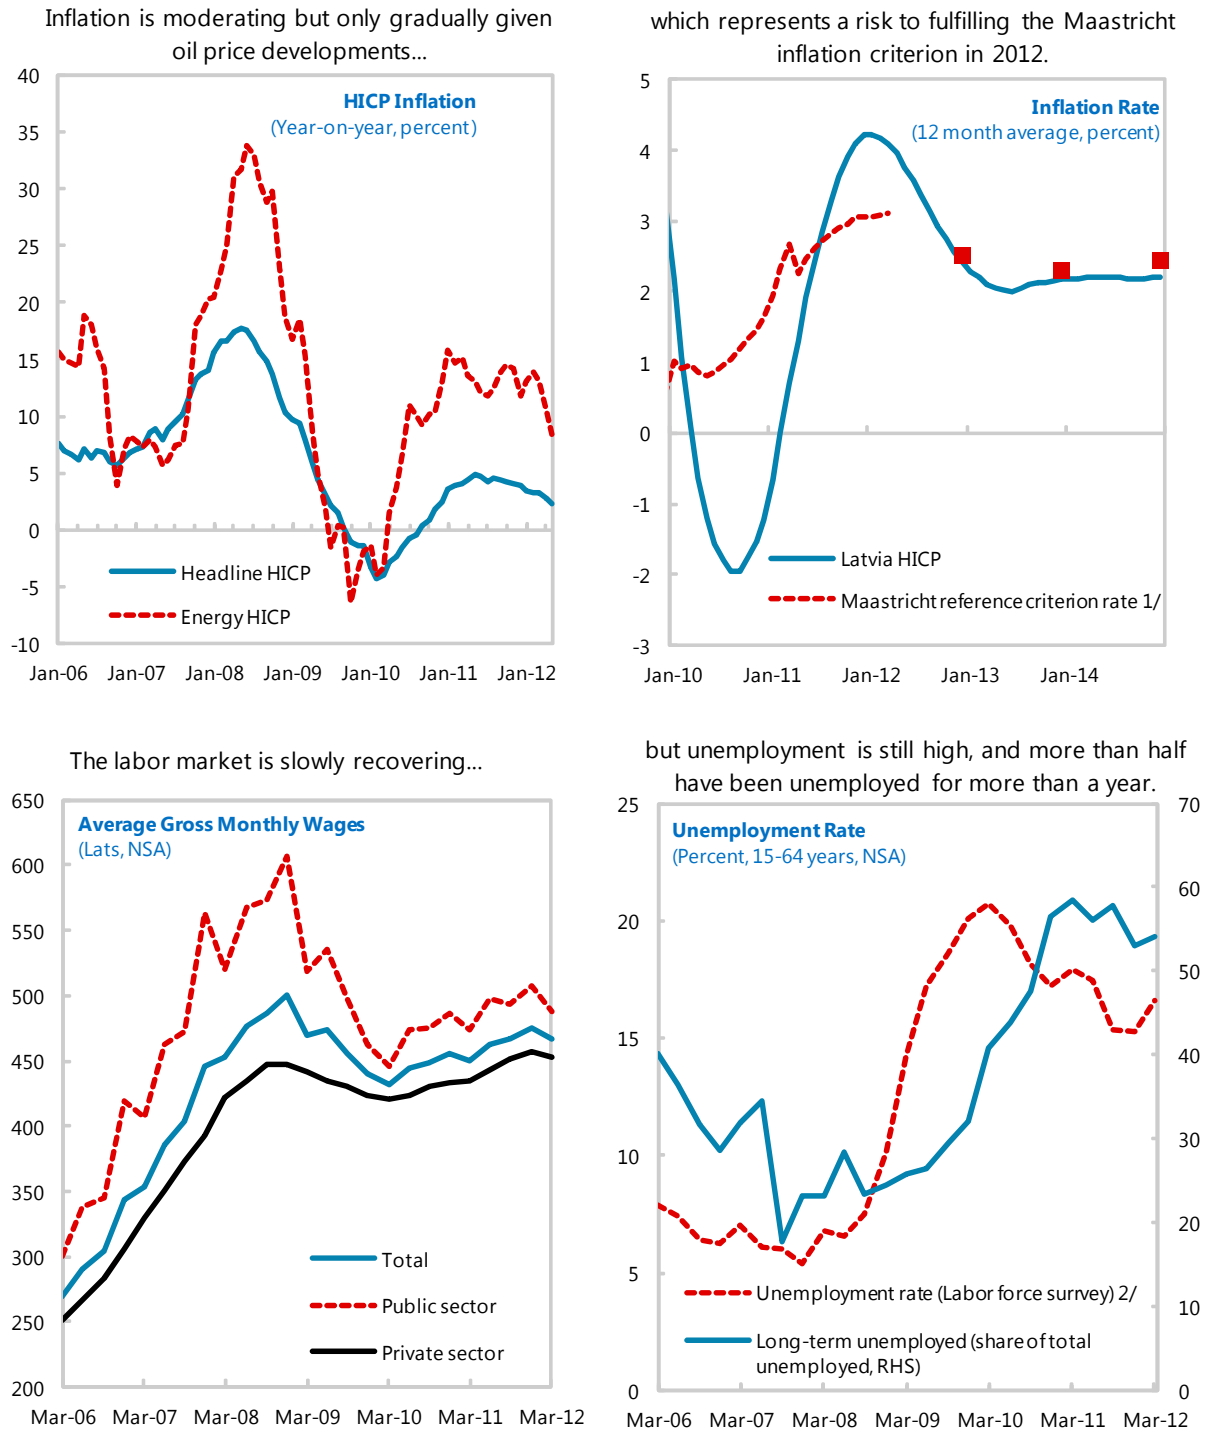 Inflation is moderating but only gradually given
oil price developments...
HICP Inflation
(Year-on-year, percent)
40
35
30
25
20
15
10
5
0
-5
-10
Headline HICP
Energy HICP
Jan-06 Jan-07 Jan-08 Jan-09 Jan-10 Jan-11 Jan-12
which represents a risk to fulfilling the Maastricht
inflation criterion in 2012.
Inflation Rate
(12 month average, percent)
5
4
3
2
1
0
-1
-2
-3
Latvia HICP
Maastricht reference criterion rate 1/
Jan-10 Jan-11 Jan-12 Jan-13 Jan-14
The labor market is slowly recovering...
Average Gross Monthly Wages
(Lats, NSA)
650
600
550
500
450
400
350
300
250
200
Total
Public sector
Private sector
Mar-06 Mar-07 Mar-08 Mar-09 Mar-10 Mar-11 Mar-12
but unemployment is still high, and more than half
have been unemployed for more than a year.
Unemployment Rate
(Percent, 15-64 years, NSA)
25
20
15
10
5
0
70
60
50
40
30
20
10
0
Unemployment rate (Labor force surrvey) 2/
Long-term unemployed (share of total
unemployed, RHS)
Mar-06 Mar-07 Mar-08 Mar-09 Mar-10 Mar-11 Mar-12